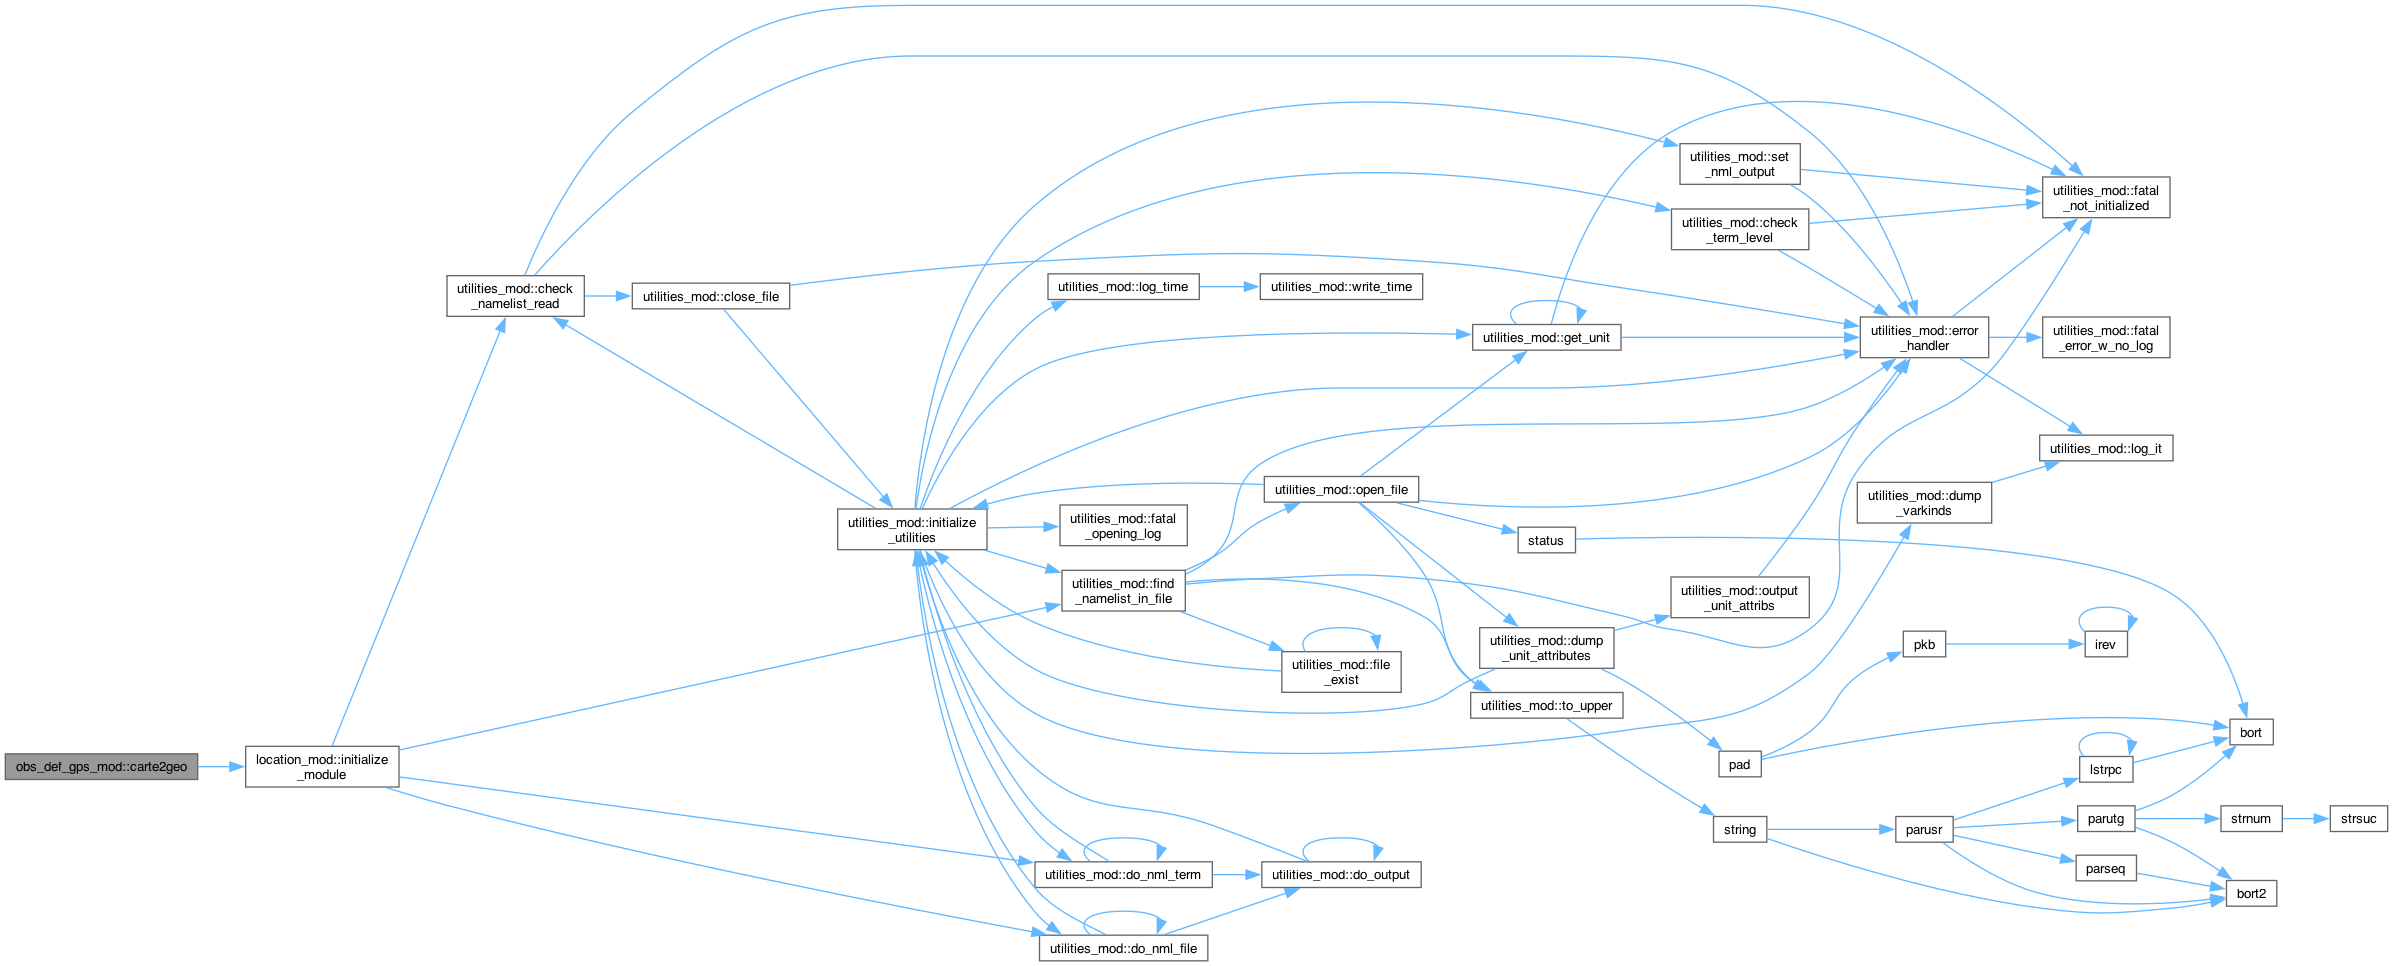 obs_def_gps_mod::carte2geo
location_mod::initialize
_module
utilities_mod::check
_namelist_read
utilities_mod::close_file
utilities_mod::initialize
_utilities
utilities_mod::log_time
utilities_mod::write_time
utilities_mod::fatal
_opening_log
utilities_mod::find
_namelist_in_file
utilities_mod::do_nml_term
utilities_mod::do_nml_file
utilities_mod::open_file
utilities_mod::file
_exist
utilities_mod::do_output
utilities_mod::get_unit
status
utilities_mod::dump
_unit_attributes
utilities_mod::to_upper
utilities_mod::set
_nml_output
utilities_mod::check
_term_level
utilities_mod::output
_unit_attribs
pad
string
utilities_mod::error
_handler
utilities_mod::dump
_varkinds
pkb
parusr
utilities_mod::fatal
_not_initialized
utilities_mod::fatal
_error_w_no_log
utilities_mod::log_it
irev
lstrpc
parutg
parseq
bort
strnum
bort2
strsuc